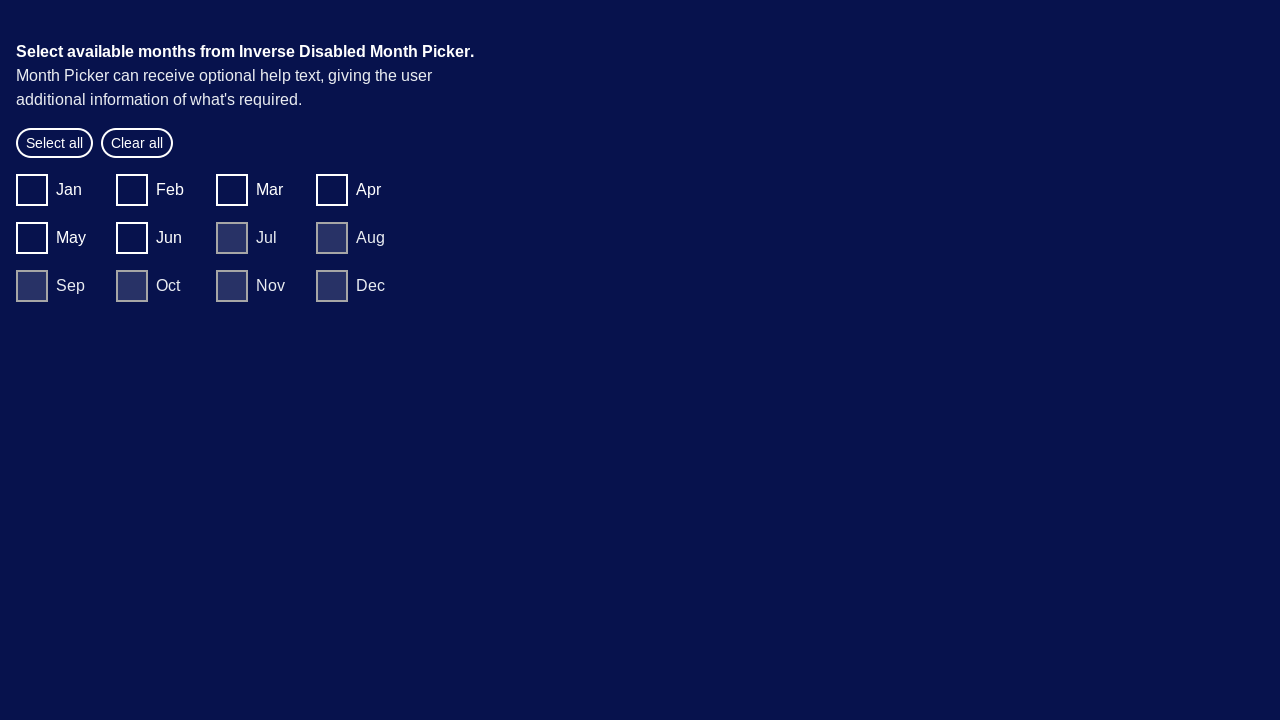 Select available months from Inverse Disabled Month Picker.
Month Picker can receive optional help text, giving the user
additional information of what's required.
Select all Clear all
Jan Feb Mar Apr
May Jun Jul Aug
Sep Oct Nov Dec